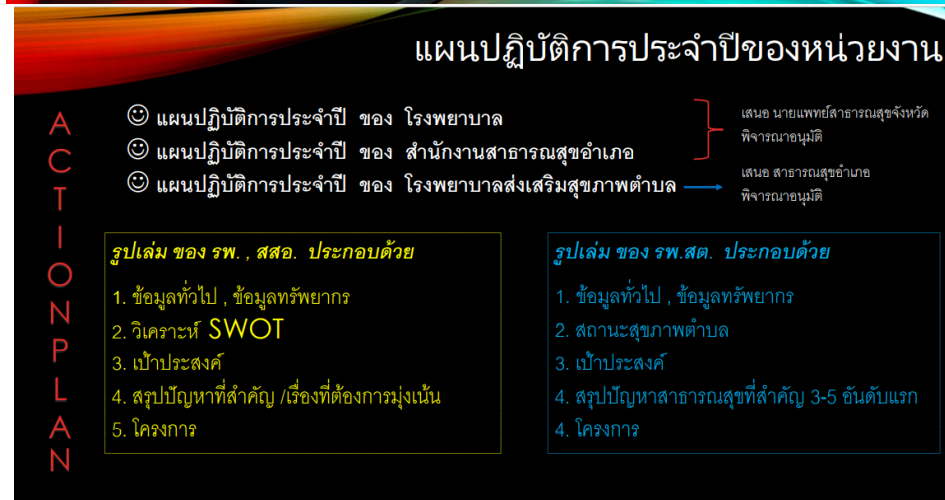 แผนปฏิบัติการประจำปีของหน่วยงาน
☺ แผนปฏิบัติการประจำปี ของ โรงพยาบาล
☺ แผนปฏิบัติการประจำปี ของ สำนักงานสาธารณสุขอำเภอ
เสนอ นายแพทย์สาธารณสุขจังหวัด
พิจารณาอนุมัติ
☺ แผนปฏิบัติการประจำปี ของ โรงพยาบาลส่งเสริมสุขภาพตำบล
เสนอ สาธารณสุขอำเภอ
พิจารณาอนุมัติ
ACTIONPLAN
รูปเล่ม ของ รพ. , สสอ. ประกอบด้วย
1. ข้อมูลทั่วไป , ข้อมูลทรัพยากร
2. วิเคราะห์ SWOT
3. เป้าประสงค์
4. สรุปปัญหาที่สำคัญ /เรื่องที่ต้องการมุ่งเน้น
5. โครงการ
รูปเล่ม ของ รพ.สต. ประกอบด้วย
1. ข้อมูลทั่วไป , ข้อมูลทรัพยากร
2. สถานะสุขภาพตำบล
3. เป้าประสงค์
4. สรุปปัญหาสาธารณสุขที่สำคัญ 3-5 อันดับแรก
4. โครงการ